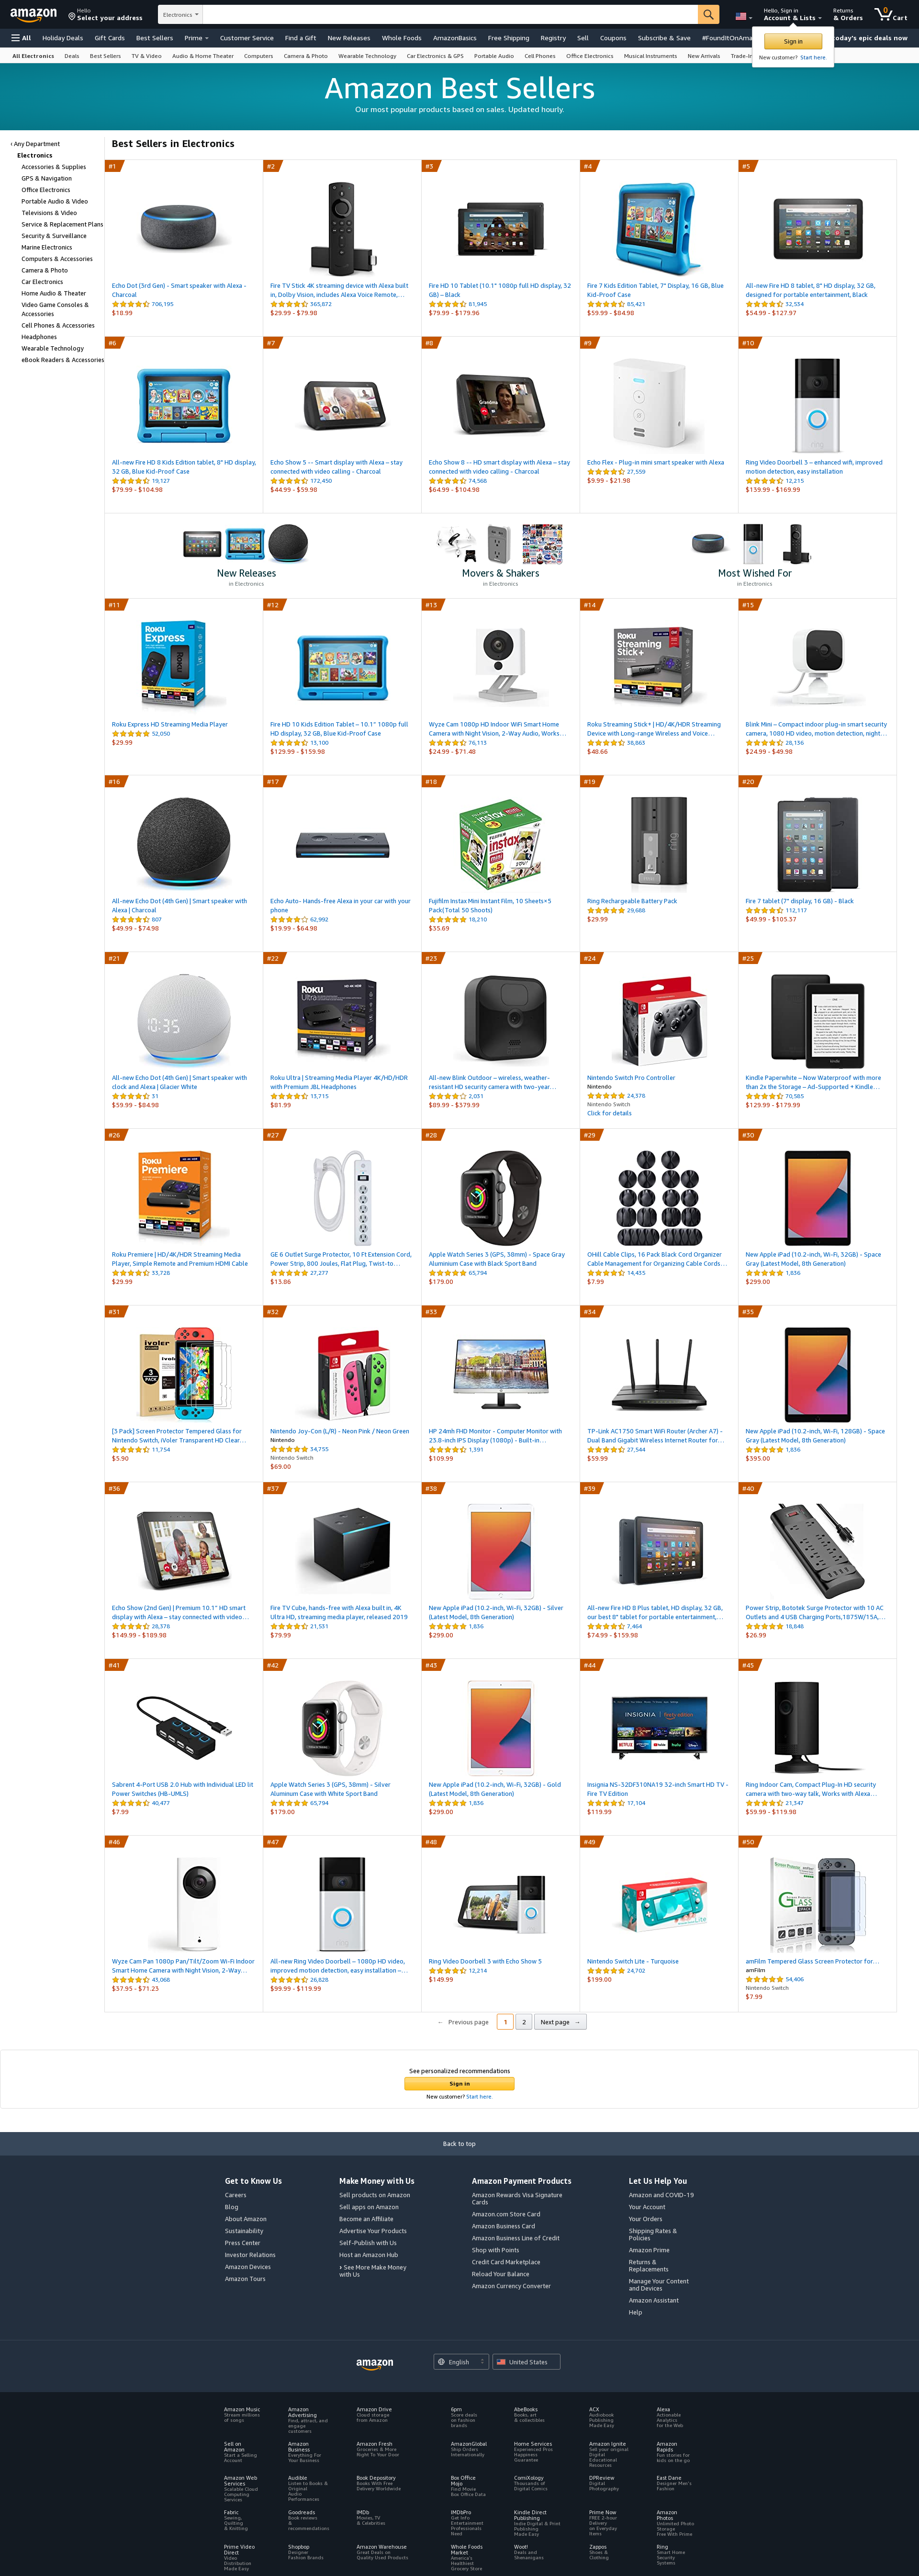 amazon
Hello
Select your address
Electronics
Hello, Sign in
Account & Lists
Returns
& Orders
0
Cart
All
Holiday Deals
Gift Cards
Best Sellers
Prime
Customer Service
Find a Gift
New Releases
Whole Foods
AmazonBasics
Free Shipping
Registry
Sell
Coupons
Subscribe & Save
#FoundItOnAma
today's epic deals now
Sign in
New customer? Start here.
All Electronics
Deals
Best Sellers
TV & Video
Audio & Home Theater
Computers
Camera & Photo
Wearable Technology
Car Electronics & GPS
Portable Audio
Cell Phones
Office Electronics
Musical Instruments
New Arrivals
Trade-In
Amazon Best Sellers
Our most popular products based on sales. Updated hourly.
‹ Any Department
Electronics
Accessories & Supplies
GPS & Navigation
Office Electronics
Portable Audio & Video
Televisions & Video
Service & Replacement Plans
Security & Surveillance
Marine Electronics
Computers & Accessories
Camera & Photo
Car Electronics
Home Audio & Theater
Video Game Consoles &
Accessories
Cell Phones & Accessories
Headphones
Wearable Technology
eBook Readers & Accessories
Best Sellers in Electronics
#1
Echo Dot (3rd Gen) - Smart speaker with Alexa -
Charcoal
706,195
$18.99
#2
Fire TV Stick 4K streaming device with Alexa built
in, Dolby Vision, includes Alexa Voice Remote,…
365,872
$29.99 - $79.98
#3
Fire HD 10 Tablet (10.1" 1080p full HD display, 32
GB) – Black
81,945
$79.99 - $179.96
#4
Fire 7 Kids Edition Tablet, 7" Display, 16 GB, Blue
Kid-Proof Case
85,421
$59.99 - $84.98
#5
All-new Fire HD 8 tablet, 8" HD display, 32 GB,
designed for portable entertainment, Black
32,534
$54.99 - $127.97
#6
All-new Fire HD 8 Kids Edition tablet, 8" HD display,
32 GB, Blue Kid-Proof Case
19,127
$79.99 - $104.98
#7
Echo Show 5 -- Smart display with Alexa – stay
connected with video calling - Charcoal
172,450
$44.99 - $59.98
#8
Grandma
Echo Show 8 -- HD smart display with Alexa – stay
connected with video calling - Charcoal
74,568
$64.99 - $104.98
#9
Echo Flex - Plug-in mini smart speaker with Alexa
27,559
$9.99 - $21.98
#10
ring
Ring Video Doorbell 3 – enhanced wifi, improved
motion detection, easy installation
12,215
$139.99 - $169.99
New Releases
in Electronics
Movers & Shakers
in Electronics
Most Wished For
in Electronics
#11
Roku
Express
Roku Express HD Streaming Media Player
52,050
$29.99
#12
Fire HD 10 Kids Edition Tablet – 10.1" 1080p full
HD display, 32 GB, Blue Kid-Proof Case
13,100
$129.99 - $159.98
#13
Wyze Cam 1080p HD Indoor WiFi Smart Home
Camera with Night Vision, 2-Way Audio, Works…
76,113
$24.99 - $71.48
#14
Roku
Streaming
Stick+
Roku Streaming Stick+ | HD/4K/HDR Streaming
Device with Long-range Wireless and Voice…
38,863
$48.66
#15
Blink Mini – Compact indoor plug-in smart security
camera, 1080 HD video, motion detection, night…
28,136
$24.99 - $49.98
#16
All-new Echo Dot (4th Gen) | Smart speaker with
Alexa | Charcoal
607
$49.99 - $74.98
#17
Echo Auto- Hands-free Alexa in your car with your
phone
62,992
$19.99 - $64.98
#18
FUJIFILM
instax
mini
Fujifilm Instax Mini Instant Film, 10 Sheets×5
Pack(Total 50 Shoots)
18,210
$35.69
#19
ring
Ring Rechargeable Battery Pack
29,688
$29.99
#20
Fire 7 tablet (7" display, 16 GB) - Black
112,117
$49.99 - $105.37
#21
10:35
All-new Echo Dot (4th Gen) | Smart speaker with
clock and Alexa | Glacier White
31
$59.99 - $84.98
#22
Roku
Ultra
Roku Ultra | Streaming Media Player 4K/HD/HDR
with Premium JBL Headphones
13,715
$81.99
#23
All-new Blink Outdoor – wireless, weather-
resistant HD security camera with two-year…
2,031
$89.99 - $379.99
#24
Nintendo Switch Pro Controller
Nintendo
24,378
Nintendo Switch
Click for details
#25
Kindle Paperwhite – Now Waterproof with more
than 2x the Storage – Ad-Supported + Kindle…
70,585
$129.99 - $179.99
#26
Roku
Premiere
Roku Premiere | HD/4K/HDR Streaming Media
Player, Simple Remote and Premium HDMI Cable
33,728
$29.99
#27
GE 6 Outlet Surge Protector, 10 Ft Extension Cord,
Power Strip, 800 Joules, Flat Plug, Twist-to…
27,277
$13.86
#28
Apple Watch Series 3 (GPS, 38mm) - Space Gray
Aluminium Case with Black Sport Band
65,794
$179.00
#29
OHill Cable Clips, 16 Pack Black Cord Organizer
Cable Management for Organizing Cable Cords…
14,435
$7.99
#30
New Apple iPad (10.2-inch, Wi-Fi, 32GB) - Space
Gray (Latest Model, 8th Generation)
1,836
$299.00
#31
ivoler
3
PACK
[3 Pack] Screen Protector Tempered Glass for
Nintendo Switch, iVoler Transparent HD Clear…
11,754
$5.90
#32
Nintendo Joy-Con (L/R) - Neon Pink / Neon Green
Nintendo
34,755
Nintendo Switch
$69.00
#33
HP 24mh FHD Monitor - Computer Monitor with
23.8-inch IPS Display (1080p) - Built-in…
1,391
$109.99
#34
TP-Link AC1750 Smart WiFi Router (Archer A7) -
Dual Band Gigabit Wireless Internet Router for…
27,544
$59.99
#35
New Apple iPad (10.2-inch, Wi-Fi, 128GB) - Space
Gray (Latest Model, 8th Generation)
1,836
$395.00
#36
Echo Show (2nd Gen) | Premium 10.1" HD smart
display with Alexa – stay connected with video…
28,378
$149.99 - $189.98
#37
Fire TV Cube, hands-free with Alexa built in, 4K
Ultra HD, streaming media player, released 2019
21,531
$79.99
#38
New Apple iPad (10.2-inch, Wi-Fi, 32GB) - Silver
(Latest Model, 8th Generation)
1,836
$299.00
#39
All-new Fire HD 8 Plus tablet, HD display, 32 GB,
our best 8" tablet for portable entertainment,…
7,464
$74.99 - $159.98
#40
Power Strip, Bototek Surge Protector with 10 AC
Outlets and 4 USB Charging Ports,1875W/15A,…
18,848
$26.99
#41
Sabrent 4-Port USB 2.0 Hub with Individual LED lit
Power Switches (HB-UMLS)
40,477
$7.99
#42
Apple Watch Series 3 (GPS, 38mm) - Silver
Aluminum Case with White Sport Band
65,794
$179.00
#43
New Apple iPad (10.2-inch, Wi-Fi, 32GB) - Gold
(Latest Model, 8th Generation)
1,836
$299.00
#44
INSIGNIA
NETFLIX
Insignia NS-32DF310NA19 32-inch Smart HD TV -
Fire TV Edition
17,104
$119.99
#45
Ring Indoor Cam, Compact Plug-In HD security
camera with two-way talk, Works with Alexa…
21,347
$59.99 - $119.98
#46
Wyze Cam Pan 1080p Pan/Tilt/Zoom Wi-Fi Indoor
Smart Home Camera with Night Vision, 2-Way…
43,068
$37.95 - $71.23
#47
All-new Ring Video Doorbell – 1080p HD video,
improved motion detection, easy installation –…
26,828
$99.99 - $119.99
#48
Ring Video Doorbell 3 with Echo Show 5
12,214
$149.99
#49
Nintendo Switch Lite - Turquoise
24,702
$199.00
#50
GLASS
amFilm Tempered Glass Screen Protector for…
amFilm
54,406
Nintendo Switch
$7.99
← Previous page
1
2
Next page →
See personalized recommendations
Sign in
New customer? Start here.
Back to top
Get to Know Us
Careers
Blog
About Amazon
Sustainability
Press Center
Investor Relations
Amazon Devices
Amazon Tours
Make Money with Us
Sell products on Amazon
Sell apps on Amazon
Become an Affiliate
Advertise Your Products
Self-Publish with Us
Host an Amazon Hub
› See More Make Money
with Us
Amazon Payment Products
Amazon Rewards Visa Signature
Cards
Amazon.com Store Card
Amazon Business Card
Amazon Business Line of Credit
Shop with Points
Credit Card Marketplace
Reload Your Balance
Amazon Currency Converter
Let Us Help You
Amazon and COVID-19
Your Account
Your Orders
Shipping Rates &
Policies
Amazon Prime
Returns &
Replacements
Manage Your Content
and Devices
Amazon Assistant
Help
amazon
English
United States
Amazon Music
Stream millions
of songs
Amazon
Advertising
Find, attract, and
engage
customers
Amazon Drive
Cloud storage
from Amazon
6pm
Score deals
on fashion
brands
AbeBooks
Books, art
& collectibles
ACX
Audiobook
Publishing
Made Easy
Alexa
Actionable
Analytics
for the Web
Sell on
Amazon
Start a Selling
Account
Amazon
Business
Everything For
Your Business
Amazon Fresh
Groceries & More
Right To Your Door
AmazonGlobal
Ship Orders
Internationally
Home Services
Experienced Pros
Happiness
Guarantee
Amazon Ignite
Sell your original
Digital
Educational
Resources
Amazon
Rapids
Fun stories for
kids on the go
Amazon Web
Services
Scalable Cloud
Computing
Services
Audible
Listen to Books &
Original
Audio
Performances
Book Depository
Books With Free
Delivery Worldwide
Box Office
Mojo
Find Movie
Box Office Data
ComiXology
Thousands of
Digital Comics
DPReview
Digital
Photography
East Dane
Designer Men's
Fashion
Fabric
Sewing,
Quilting
& Knitting
Goodreads
Book reviews
&
recommendations
IMDb
Movies, TV
& Celebrities
IMDbPro
Get Info
Entertainment
Professionals
Need
Kindle Direct
Publishing
Indie Digital & Print
Publishing
Made Easy
Prime Now
FREE 2-hour
Delivery
on Everyday
Items
Amazon
Photos
Unlimited Photo
Storage
Free With Prime
Prime Video
Direct
Video
Distribution
Made Easy
Shopbop
Designer
Fashion Brands
Amazon Warehouse
Great Deals on
Quality Used Products
Whole Foods
Market
America's
Healthiest
Grocery Store
Woot!
Deals and
Shenanigans
Zappos
Shoes &
Clothing
Ring
Smart Home
Security
Systems